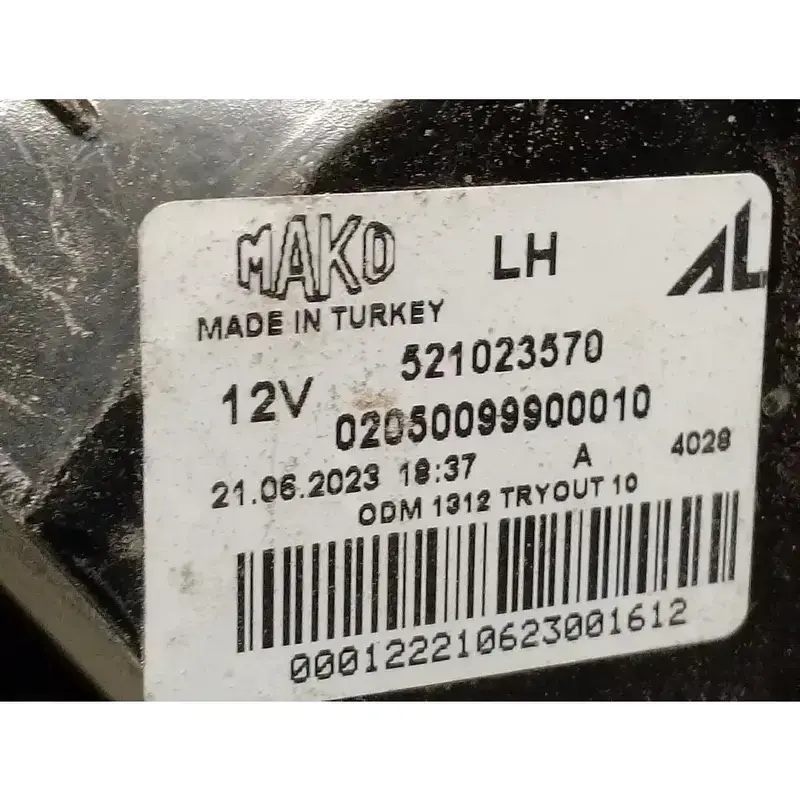 MAKO LH AL
MADE IN TURKEY
12V 521023570
02050099900010
21.06.2023 18:37 A 4028
ODM 1312 TRYOUT 10
000122210623001612